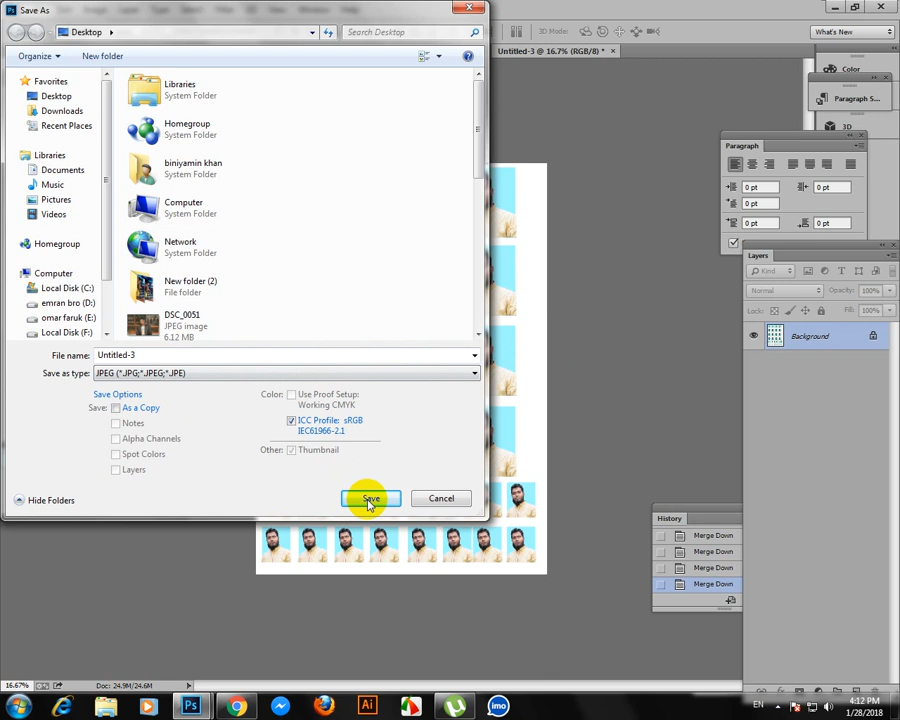 Save As
Desktop
Search Desktop
3D Mode:
What's New
Organize
New folder
Untitled-3 @ 16.7% (RGB/8) *
Favorites
Desktop
Downloads
Recent Places
Libraries
Documents
Music
Pictures
Videos
Homegroup
Computer
Local Disk (C:)
emran bro (D:)
omar faruk (E:)
Local Disk (F:)
Libraries
System Folder
Homegroup
System Folder
biniyamin khan
System Folder
Computer
System Folder
Network
System Folder
New folder (2)
File folder
DSC_0051
JPEG image
6.12 MB
File name: Untitled-3
Save as type: JPEG (*.JPG;*.JPEG;*.JPE)
Save Options
Save: As a Copy
Notes
Alpha Channels
Spot Colors
Layers
Color: Use Proof Setup:
Working CMYK
ICC Profile: sRGB
IEC61966-2.1
Other: Thumbnail
Hide Folders
Save
Cancel
Color
Paragraph S...
3D
Paragraph
0 pt
0 pt
0 pt
0 pt
0 pt
Layers
Kind
Normal
Opacity: 100%
Lock:
Fill: 100%
Background
History
Merge Down
Merge Down
Merge Down
Merge Down
16.67%
Doc: 24.9M/24.6M
Ps
Ai
imo
EN
4:12 PM
1/28/2018